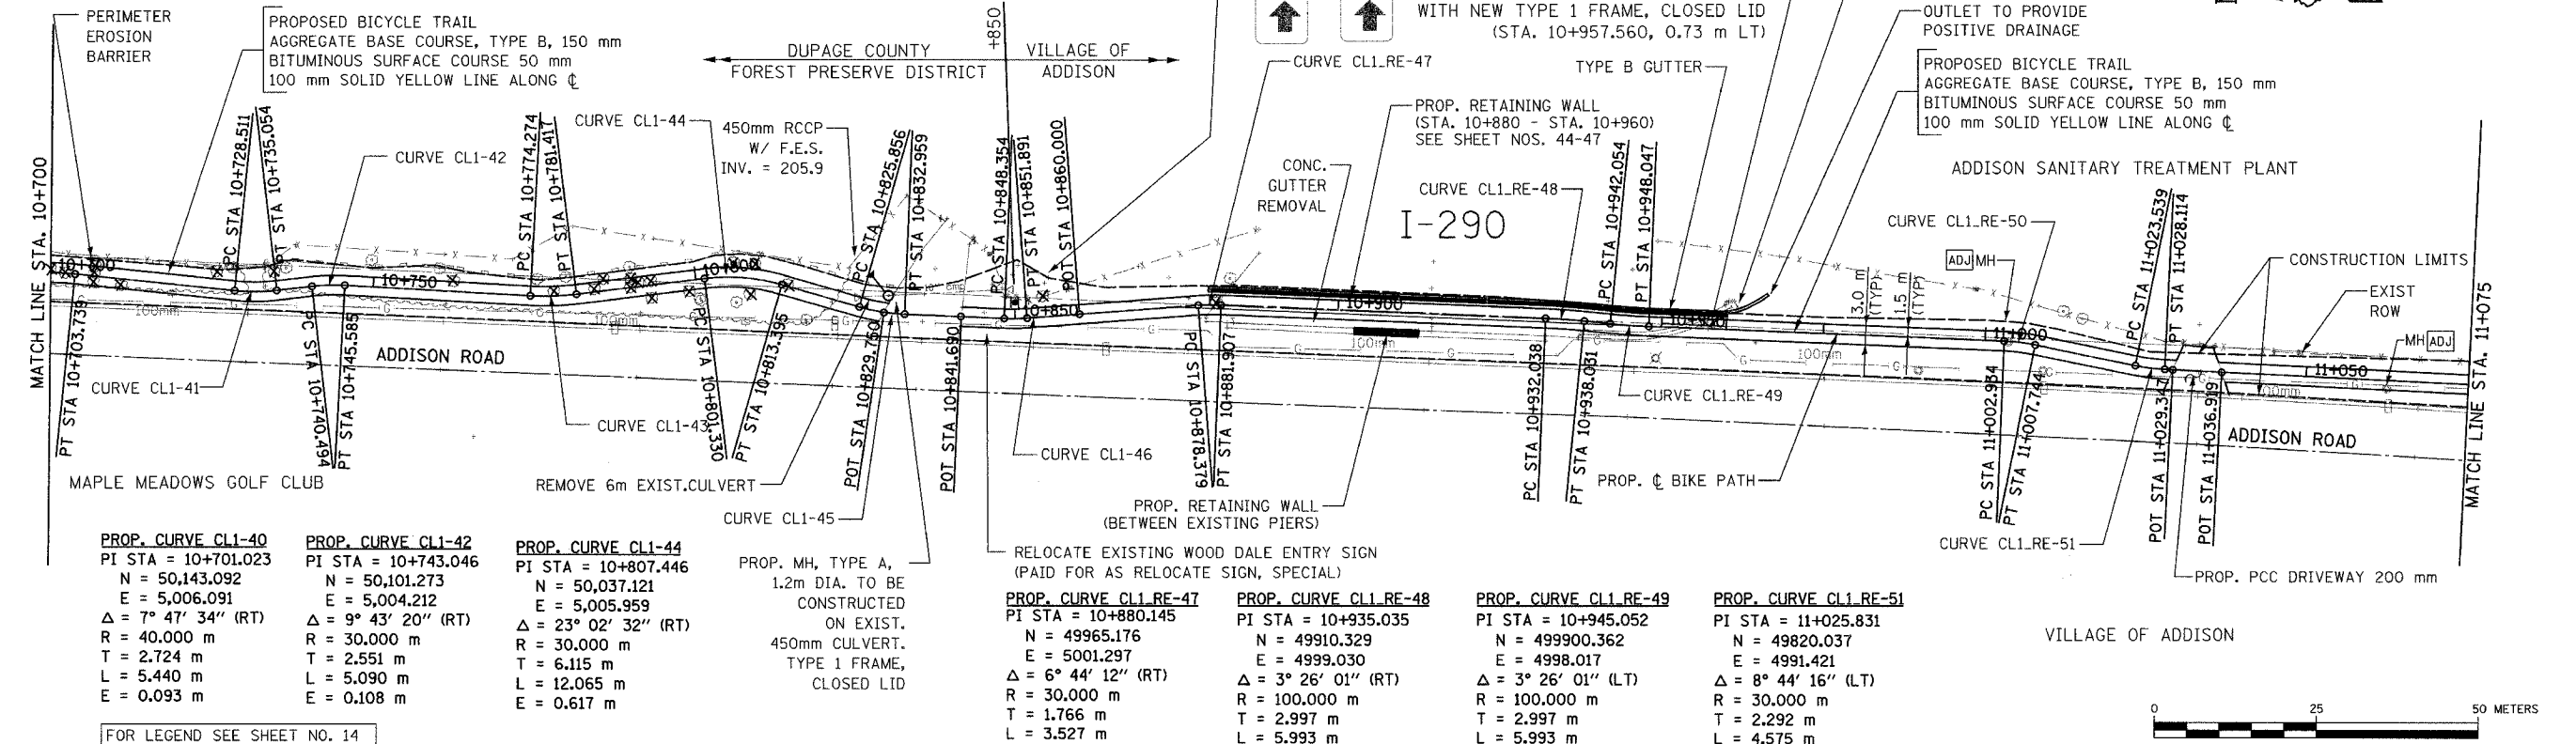 PERIMETER
EROSION
BARRIER
PROPOSED BICYCLE TRAIL
AGGREGATE BASE COURSE, TYPE B, 150 mm
BITUMINOUS SURFACE COURSE 50 mm
100 mm SOLID YELLOW LINE ALONG ℄
DUPAGE COUNTY
FOREST PRESERVE DISTRICT
+850
VILLAGE OF
ADDISON
WITH NEW TYPE 1 FRAME, CLOSED LID
(STA. 10+957.560, 0.73 m LT)
OUTLET TO PROVIDE
POSITIVE DRAINAGE
PROPOSED BICYCLE TRAIL
AGGREGATE BASE COURSE, TYPE B, 150 mm
BITUMINOUS SURFACE COURSE 50 mm
100 mm SOLID YELLOW LINE ALONG ℄
CURVE CL1_RE-47
TYPE B GUTTER
PROP. RETAINING WALL
(STA. 10+880 - STA. 10+960)
SEE SHEET NOS. 44-47
CURVE CL1-44
450mm RCCP
W/ F.E.S.
INV. = 205.9
CURVE CL1-42
CONC.
GUTTER
REMOVAL
CURVE CL1_RE-48
I-290
ADDISON SANITARY TREATMENT PLANT
CURVE CL1_RE-50
ADJ MH
CONSTRUCTION LIMITS
EXIST
ROW
MH ADJ
MATCH LINE STA. 10+700
PC STA 10+728.511
PT STA 10+735.054
PC STA 10+774.274
PT STA 10+781.417
PC STA 10+825.856
PT STA 10+832.959
PC STA 10+848.354
PT STA 10+851.891
POT STA 10+860.000
PC STA 10+942.054
PT STA 10+948.047
PC STA 11+023.539
PT STA 11+028.114
MATCH LINE STA. 11+075
10+700
10+750
10+800
10+850
10+900
10+950
11+000
11+050
3.0 m
(TYP)
1.5 m
(TYP)
100mm
100mm
100mm
100mm
100mm
ADDISON ROAD
ADDISON ROAD
PT STA 10+703.739
PC STA 10+740.494
PT STA 10+745.585
PC STA 10+801.330
PT STA 10+813.395
POT STA 10+829.750
POT STA 10+841.690
PC STA 10+878.379
PT STA 10+881.907
PC STA 10+932.038
PT STA 10+938.031
PC STA 11+002.934
PT STA 11+007.744
POT STA 11+029.347
POT STA 11+036.919
CURVE CL1-41
CURVE CL1-43
CURVE CL1-46
CURVE CL1_RE-49
MAPLE MEADOWS GOLF CLUB
REMOVE 6m EXIST.CULVERT
CURVE CL1-45
PROP. RETAINING WALL
(BETWEEN EXISTING PIERS)
PROP. ℄ BIKE PATH
CURVE CL1_RE-51
PROP. PCC DRIVEWAY 200 mm
RELOCATE EXISTING WOOD DALE ENTRY SIGN
(PAID FOR AS RELOCATE SIGN, SPECIAL)
PROP. MH, TYPE A,
1.2m DIA. TO BE
CONSTRUCTED
ON EXIST.
450mm CULVERT.
TYPE 1 FRAME,
CLOSED LID
VILLAGE OF ADDISON
PROP. CURVE CL1-40
PI STA = 10+701.023
N = 50,143.092
E = 5,006.091
Δ = 7° 47' 34" (RT)
R = 40.000 m
T = 2.724 m
L = 5.440 m
E = 0.093 m
PROP. CURVE CL1-42
PI STA = 10+743.046
N = 50,101.273
E = 5,004.212
Δ = 9° 43' 20" (RT)
R = 30.000 m
T = 2.551 m
L = 5.090 m
E = 0.108 m
PROP. CURVE CL1-44
PI STA = 10+807.446
N = 50,037.121
E = 5,005.959
Δ = 23° 02' 32" (RT)
R = 30.000 m
T = 6.115 m
L = 12.065 m
E = 0.617 m
PROP. CURVE CL1_RE-47
PI STA = 10+880.145
N = 49965.176
E = 5001.297
Δ = 6° 44' 12" (RT)
R = 30.000 m
T = 1.766 m
L = 3.527 m
PROP. CURVE CL1_RE-48
PI STA = 10+935.035
N = 49910.329
E = 4999.030
Δ = 3° 26' 01" (RT)
R = 100.000 m
T = 2.997 m
L = 5.993 m
PROP. CURVE CL1_RE-49
PI STA = 10+945.052
N = 499900.362
E = 4998.017
Δ = 3° 26' 01" (LT)
R = 100.000 m
T = 2.997 m
L = 5.993 m
PROP. CURVE CL1_RE-51
PI STA = 11+025.831
N = 49820.037
E = 4991.421
Δ = 8° 44' 16" (LT)
R = 30.000 m
T = 2.292 m
L = 4.575 m
FOR LEGEND SEE SHEET NO. 14
0 25 50 METERS